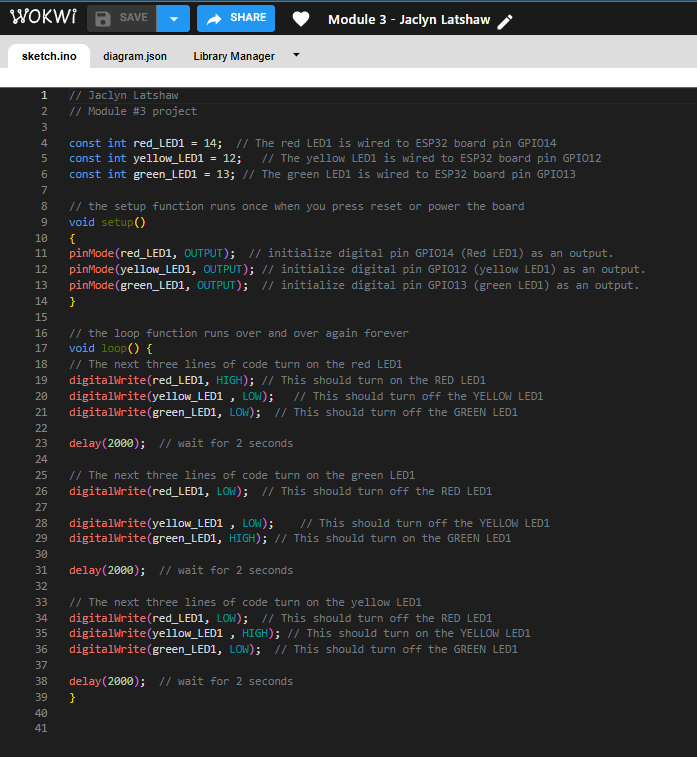 WOKWI SAVE SHARE Module 3 - Jaclyn Latshaw
sketch.ino diagram.json Library Manager
1 // Jaclyn Latshaw
2 // Module #3 project
3
4 const int red_LED1 = 14;  // The red LED1 is wired to ESP32 board pin GPIO14
5 const int yellow_LED1 = 12;   // The yellow LED1 is wired to ESP32 board pin GPIO12
6 const int green_LED1 = 13; // The green LED1 is wired to ESP32 board pin GPIO13
7
8 // the setup function runs once when you press reset or power the board
9 void setup()
10 {
11 pinMode(red_LED1, OUTPUT);  // initialize digital pin GPIO14 (Red LED1) as an output.
12 pinMode(yellow_LED1, OUTPUT); // initialize digital pin GPIO12 (yellow LED1) as an output.
13 pinMode(green_LED1, OUTPUT);  // initialize digital pin GPIO13 (green LED1) as an output.
14 }
15
16 // the loop function runs over and over again forever
17 void loop() {
18 // The next three lines of code turn on the red LED1
19 digitalWrite(red_LED1, HIGH); // This should turn on the RED LED1
20 digitalWrite(yellow_LED1 , LOW);   // This should turn off the YELLOW LED1
21 digitalWrite(green_LED1, LOW);  // This should turn off the GREEN LED1
22
23 delay(2000);  // wait for 2 seconds
24
25 // The next three lines of code turn on the green LED1
26 digitalWrite(red_LED1, LOW);  // This should turn off the RED LED1
27
28 digitalWrite(yellow_LED1 , LOW);    // This should turn off the YELLOW LED1
29 digitalWrite(green_LED1, HIGH); // This should turn on the GREEN LED1
30
31 delay(2000);  // wait for 2 seconds
32
33 // The next three lines of code turn on the yellow LED1
34 digitalWrite(red_LED1, LOW);  // This should turn off the RED LED1
35 digitalWrite(yellow_LED1 , HIGH); // This should turn on the YELLOW LED1
36 digitalWrite(green_LED1, LOW);  // This should turn off the GREEN LED1
37
38 delay(2000);  // wait for 2 seconds
39 }
40
41